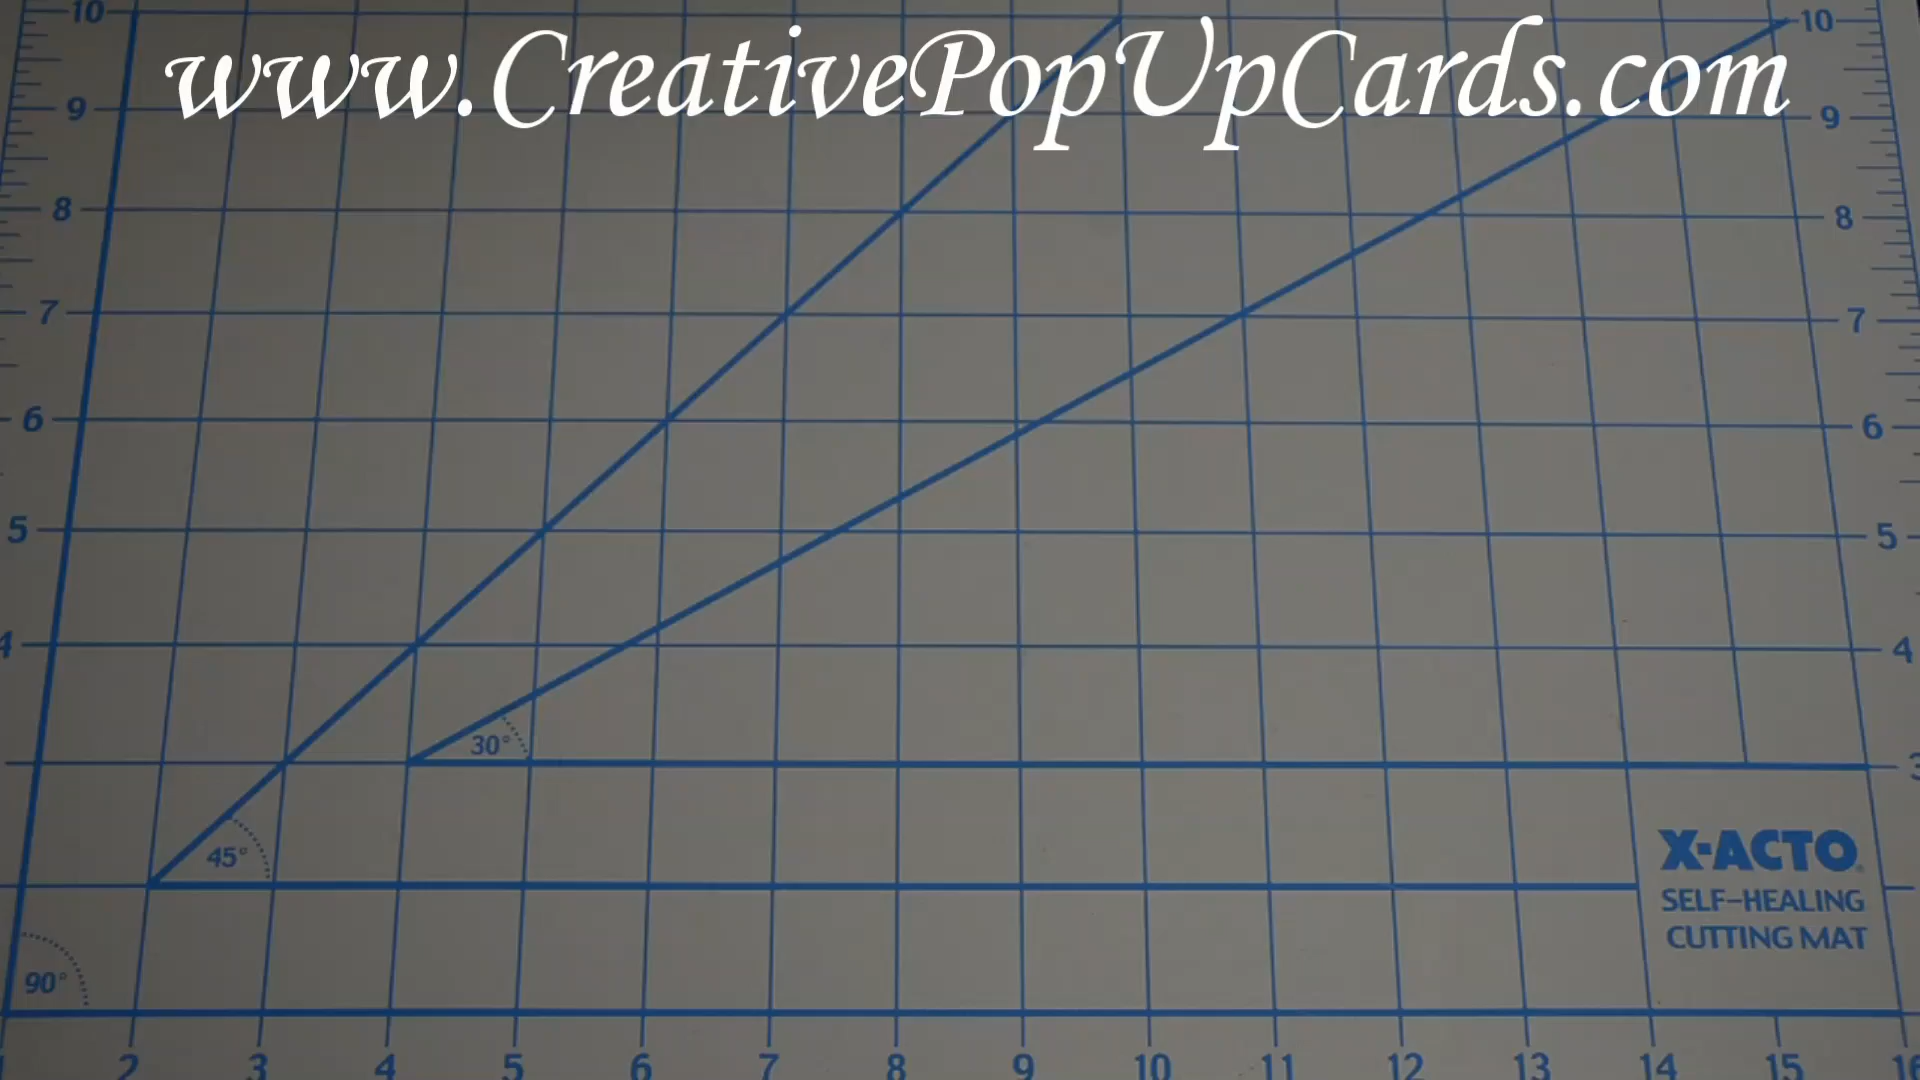 www.CreativePopUpCards.com
10 10
9 9
8 8
7 7
6 6
5 5
4 4
30°
3
45°
X-ACTO®
SELF-HEALING
CUTTING MAT
90°
2 3 4 5 6 7 8 9 10 11 12 13 14 15 16